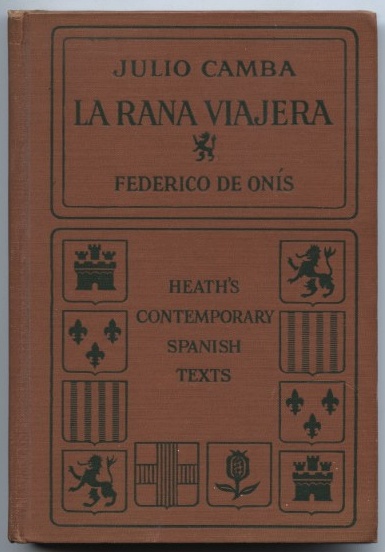 JULIO CAMBA
LA RANA VIAJERA
FEDERICO DE ONÍS
HEATH'S
CONTEMPORARY
SPANISH
TEXTS